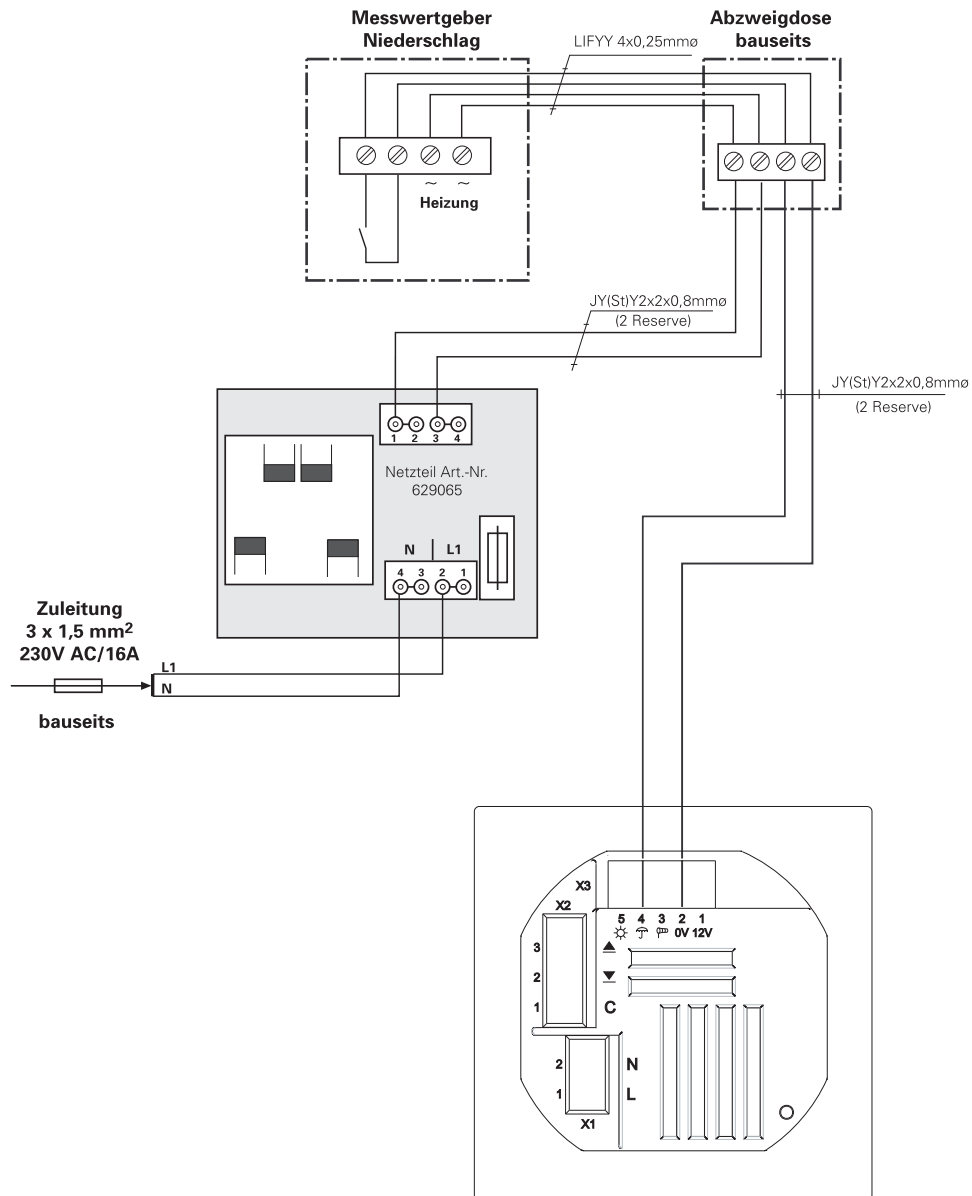 Messwertgeber
Niederschlag
LIFYY 4x0,25mmø
Abzweigdose
bauseits
~ ~
Heizung
JY(St)Y2x2x0,8mmø
(2 Reserve)
JY(St)Y2x2x0,8mmø
(2 Reserve)
1 2 3 4
Netzteil Art.-Nr.
629065
N | L1
4 3 2 1
Zuleitung
3 x 1,5 mm²
230V AC/16A
L1
N
bauseits
X3
X2
5 4 3 2 1
0V 12V
3
2
1 C
2 N
1 L
X1